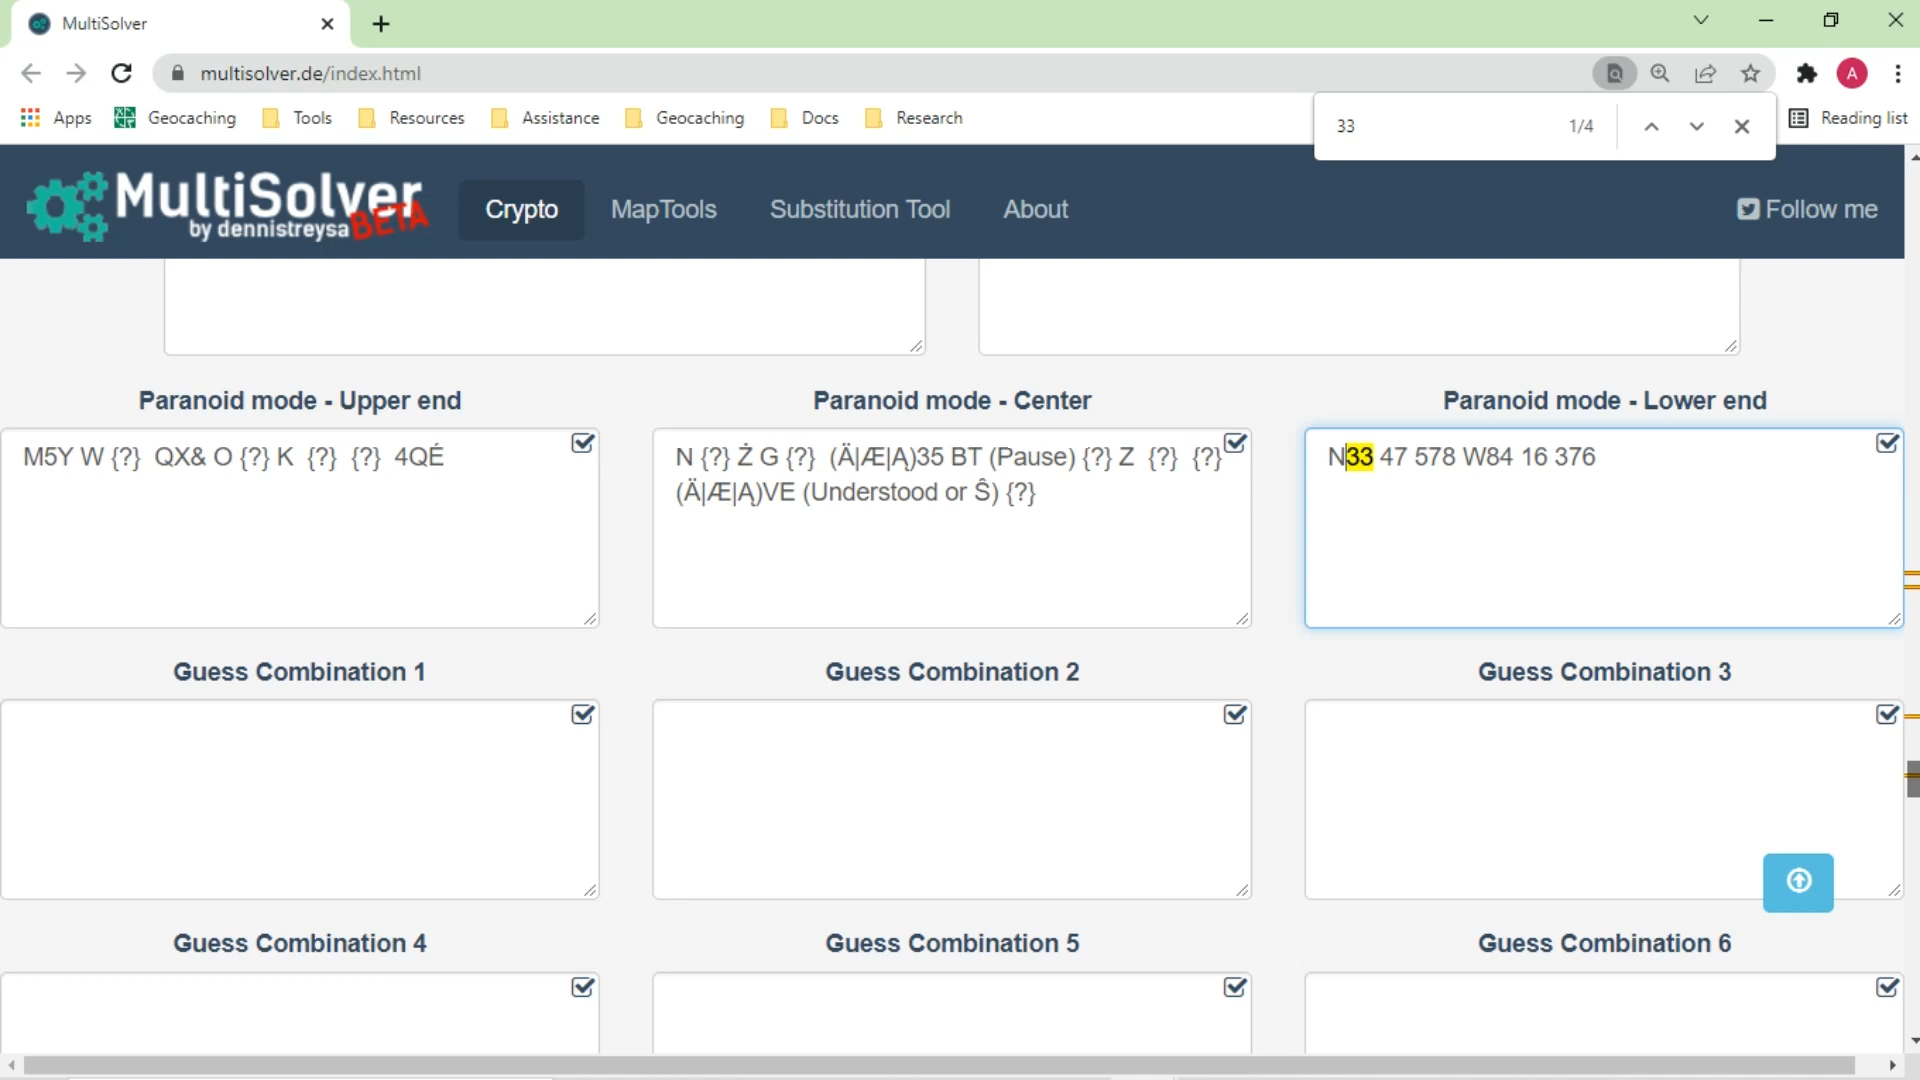 MultiSolver
multisolver.de/index.html
Apps
Geocaching
Tools
Resources
Assistance
Geocaching
Docs
Research
33
1/4
A
Reading list
MultiSolver
by dennistreysa
BETA
Crypto
MapTools
Substitution Tool
About
Follow me
Paranoid mode - Upper end
Paranoid mode - Center
Paranoid mode - Lower end
M5Y W {?}  QX& O {?} K  {?}  {?}  4QÉ
N {?} Ż G {?}  (Ä|Æ|Ą)35 BT (Pause) {?} Z  {?}  {?}
(Ä|Æ|Ą)VE (Understood or Ŝ) {?}
N33 47 578 W84 16 376
Guess Combination 1
Guess Combination 2
Guess Combination 3
Guess Combination 4
Guess Combination 5
Guess Combination 6